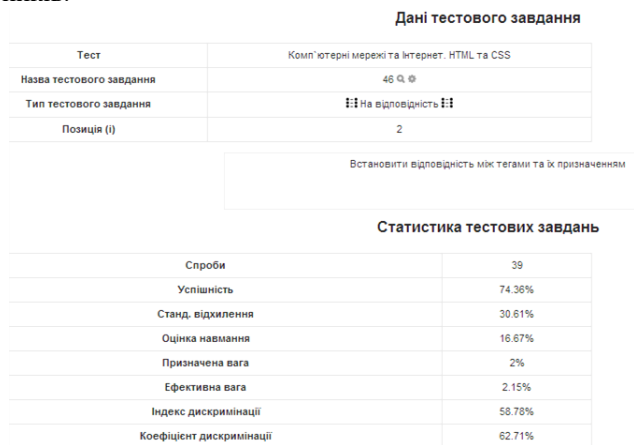 Дані тестового завдання
Тест Комп`ютерні мережі та Інтернет. HTML та CSS
Назва тестового завдання 46
Тип тестового завдання На відповідність
Позиція (i) 2
Встановити відповідність між тегами та їх призначенням
Статистика тестових завдань
Спроби 39
Успішність 74.36%
Станд. відхилення 30.61%
Оцінка навмання 16.67%
Призначена вага 2%
Ефективна вага 2.15%
Індекс дискримінації 58.78%
Коефіцієнт дискримінації 62.71%